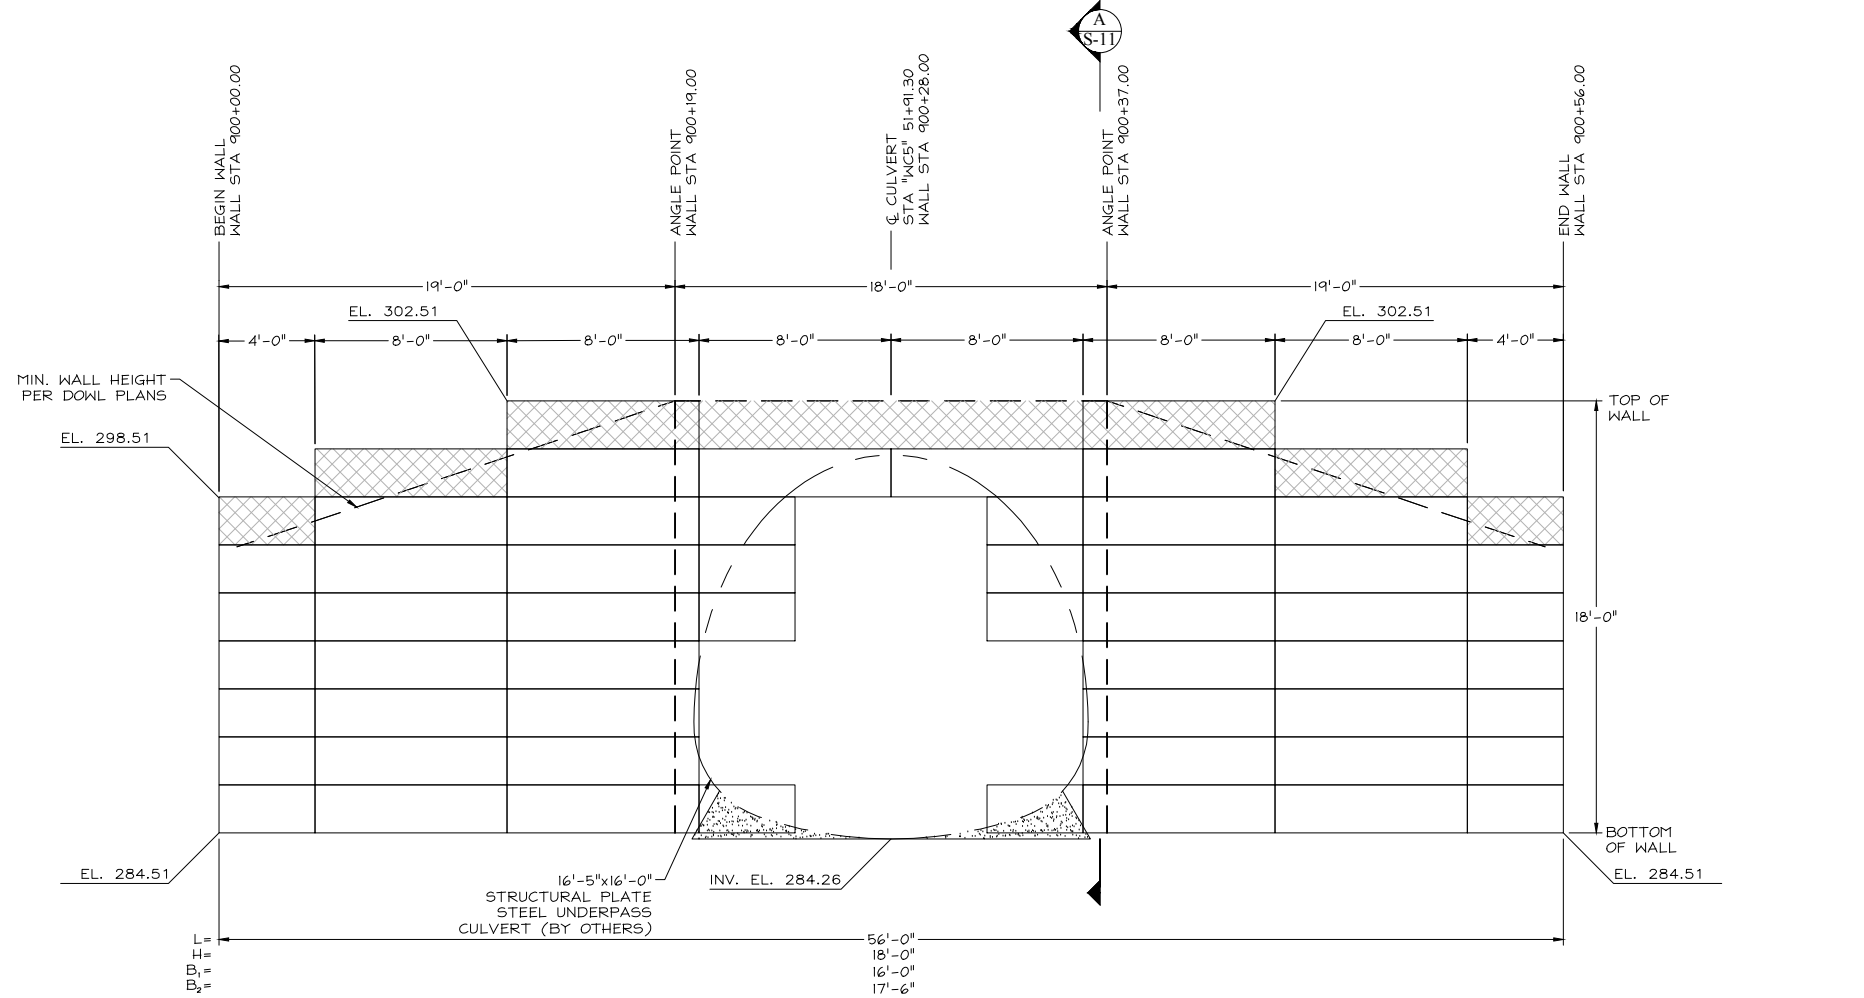 A
S-11
BEGIN WALL
WALL STA 900+00.00
ANGLE POINT
WALL STA 900+19.00
℄ CULVERT
STA "WC5" 51+91.30
WALL STA 900+28.00
ANGLE POINT
WALL STA 900+37.00
END WALL
WALL STA 900+56.00
19'-0"
18'-0"
19'-0"
EL. 302.51
EL. 302.51
4'-0"
8'-0"
8'-0"
8'-0"
8'-0"
8'-0"
8'-0"
4'-0"
MIN. WALL HEIGHT
PER DOWL PLANS
TOP OF
WALL
EL. 298.51
18'-0"
BOTTOM
OF WALL
EL. 284.51
16'-5"x16'-0"
STRUCTURAL PLATE
STEEL UNDERPASS
CULVERT (BY OTHERS)
INV. EL. 284.26
EL. 284.51
L= 56'-0"
H= 18'-0"
B₁= 16'-0"
B₂= 17'-6"